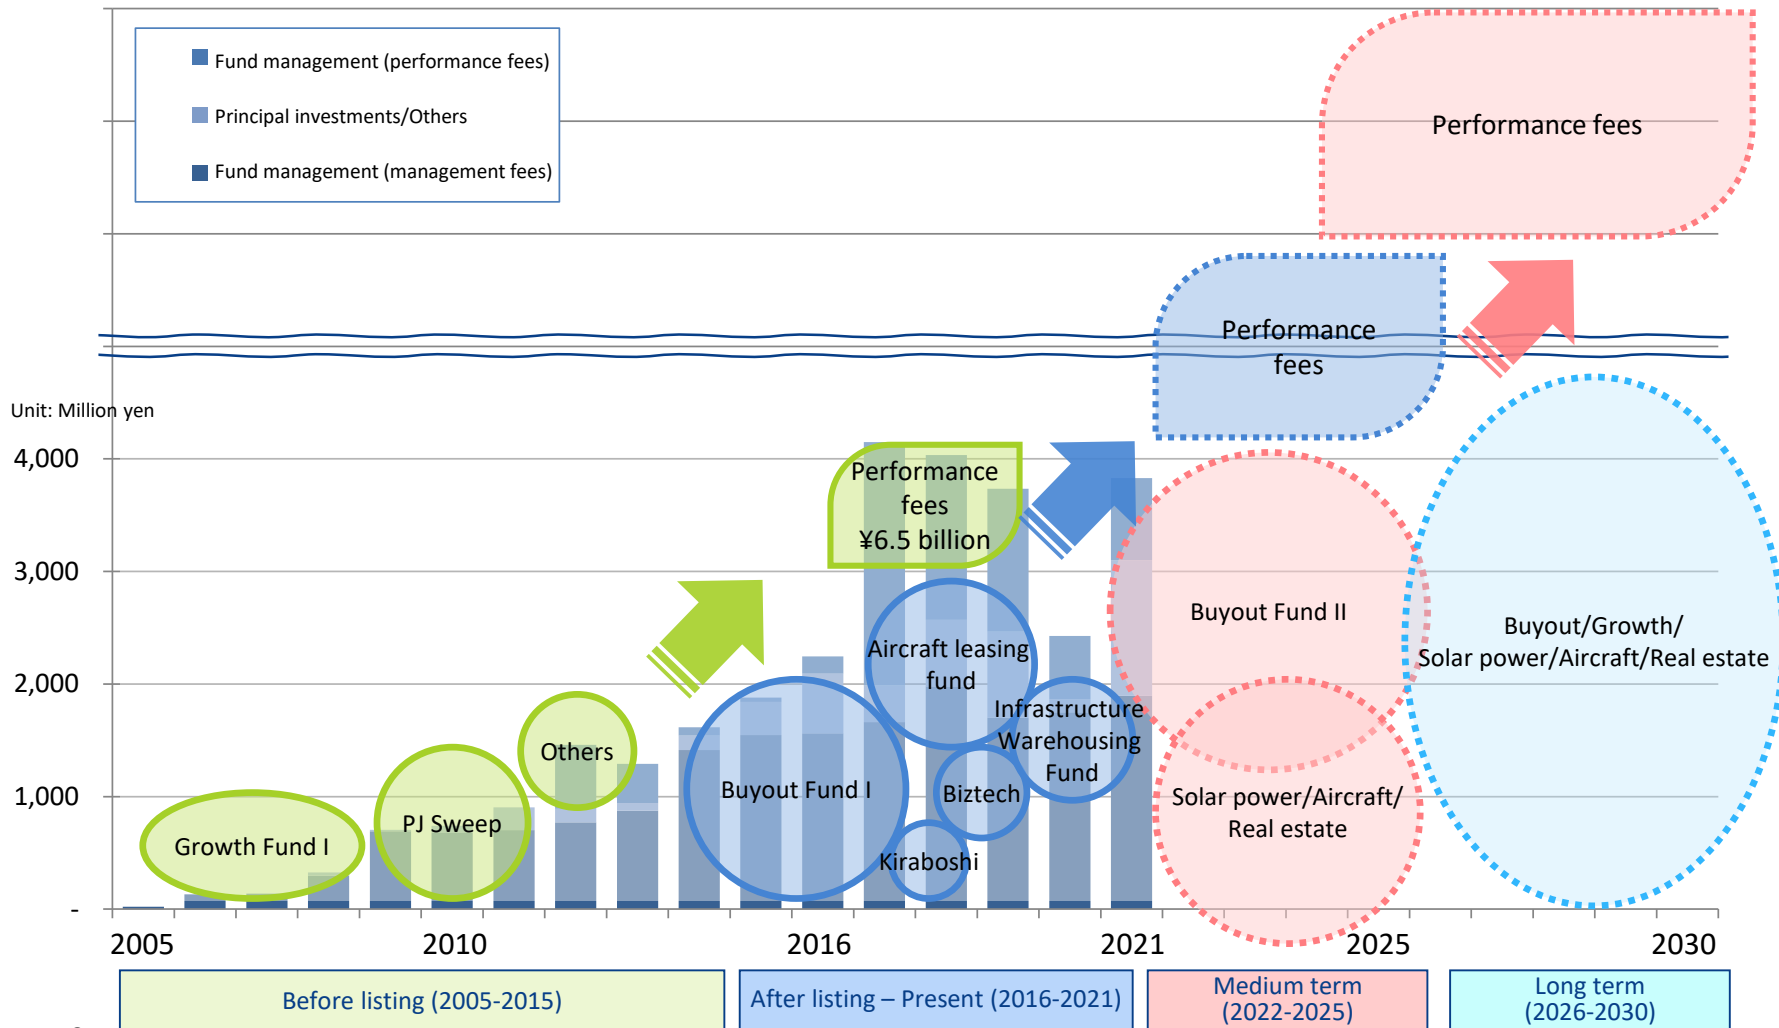 Fund management (performance fees)
Principal investments/Others
Fund management (management fees)
Performance fees
Performance
fees
Unit: Million yen
4,000
3,000
2,000
1,000
-
Performance
fees
¥6.5 billion
Buyout Fund II
Buyout/Growth/
Solar power/Aircraft/Real estate
Aircraft leasing
fund
Infrastructure
Warehousing
Fund
Others
Buyout Fund I
Biztech
Solar power/Aircraft/
Real estate
PJ Sweep
Growth Fund I
Kiraboshi
2005
2010
2016
2021
2025
2030
Before listing (2005-2015)
After listing – Present (2016-2021)
Medium term
(2022-2025)
Long term
(2026-2030)